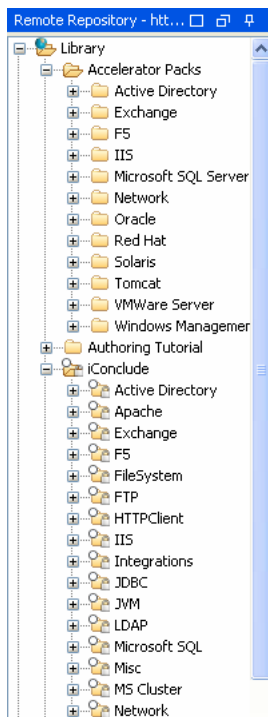 Remote Repository - htt...
Library
Accelerator Packs
Active Directory
Exchange
F5
IIS
Microsoft SQL Server
Network
Oracle
Red Hat
Solaris
Tomcat
VMWare Server
Windows Managemer
Authoring Tutorial
iConclude
Active Directory
Apache
Exchange
F5
FileSystem
FTP
HTTPClient
IIS
Integrations
JDBC
JVM
LDAP
Microsoft SQL
Misc
MS Cluster
Network